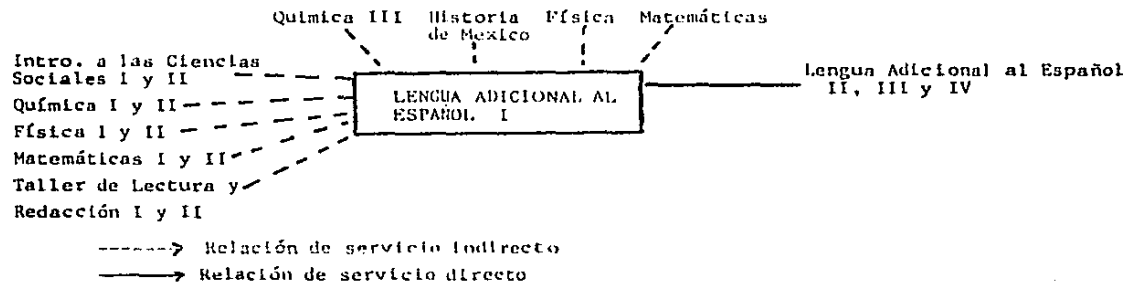 Química III Historia de Mexico Física Matemáticas
Intro. a las Ciencias
Sociales I y II
Química I y II
Física I y II
Matemáticas I y II
Taller de Lectura y
Redacción I y II
LENGUA ADICIONAL AL
ESPAÑOL I
Lengua Adicional al Español
II, III y IV
Relación de servicio indirecto
Relación de servicio directo